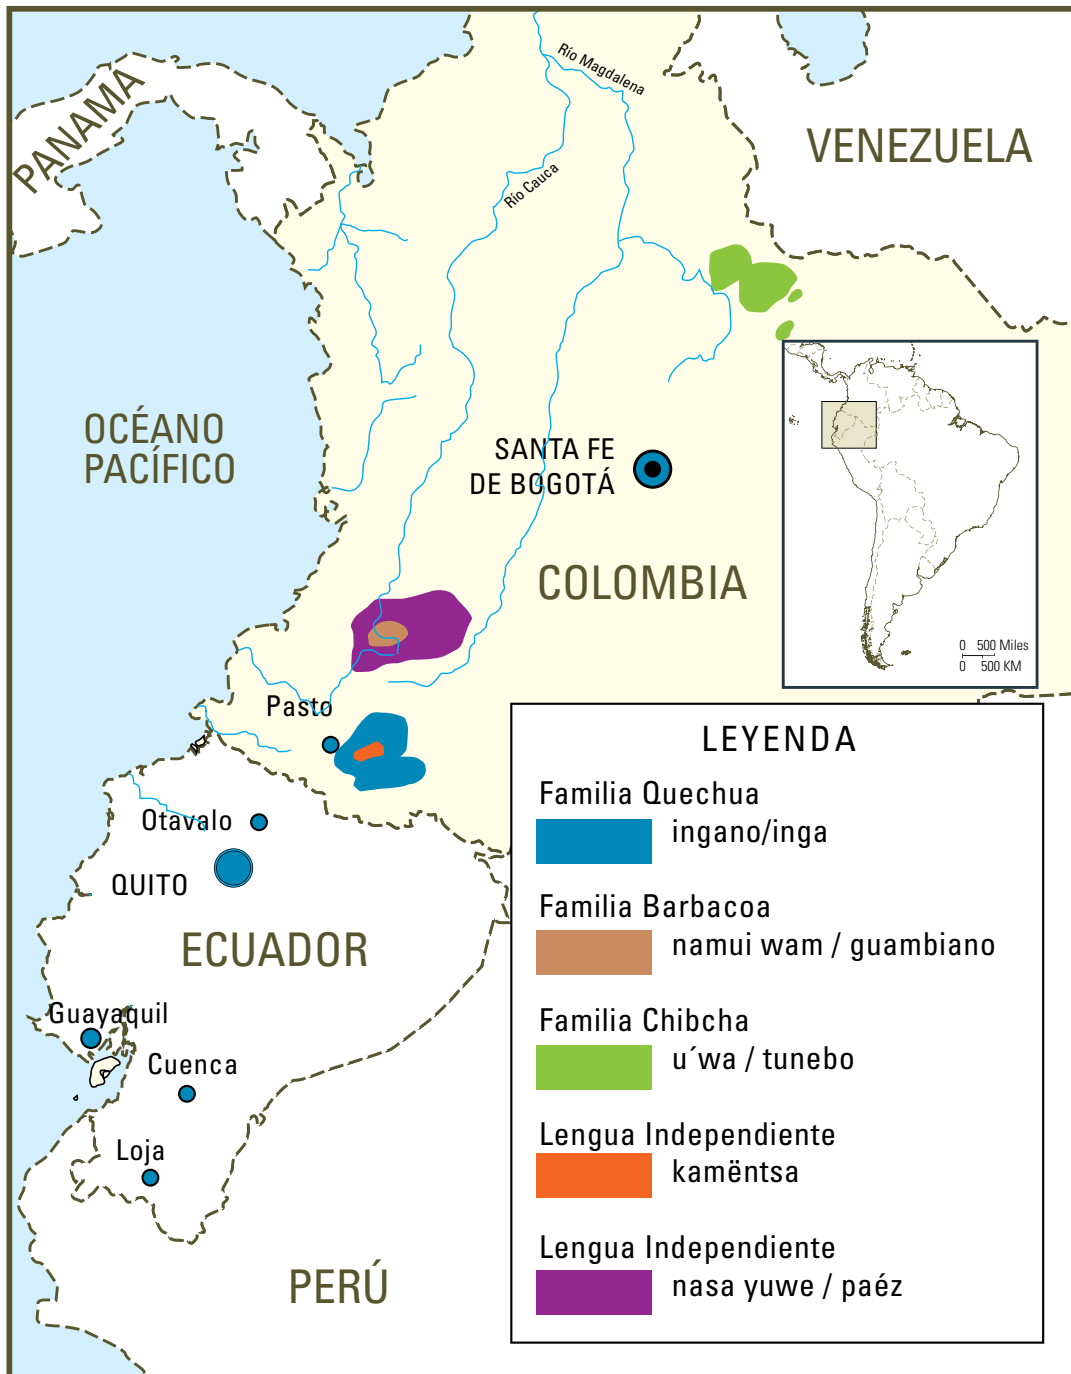 PANAMÁ
Río Magdalena
VENEZUELA
Río Cauca
OCÉANO
PACÍFICO
SANTA FE
DE BOGOTÁ
COLOMBIA
0 500 Miles
0 500 KM
Pasto
Otavalo
QUITO
ECUADOR
Guayaquil
Cuenca
Loja
PERÚ
LEYENDA
Familia Quechua
ingano/inga
Familia Barbacoa
namui wam / guambiano
Familia Chibcha
u´wa / tunebo
Lengua Independiente
kamëntsa
Lengua Independiente
nasa yuwe / paéz